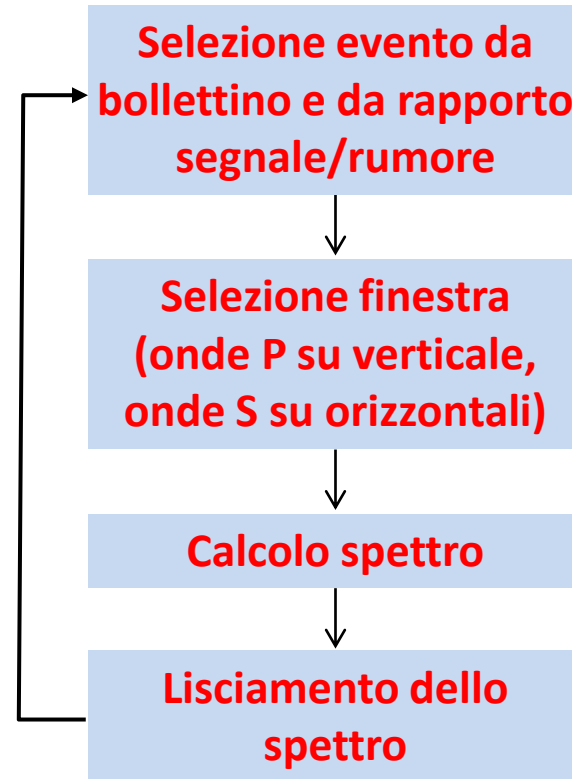 Selezione evento da
bollettino e da rapporto
segnale/rumore
Selezione finestra
(onde P su verticale,
onde S su orizzontali)
Calcolo spettro
Lisciamento dello
spettro